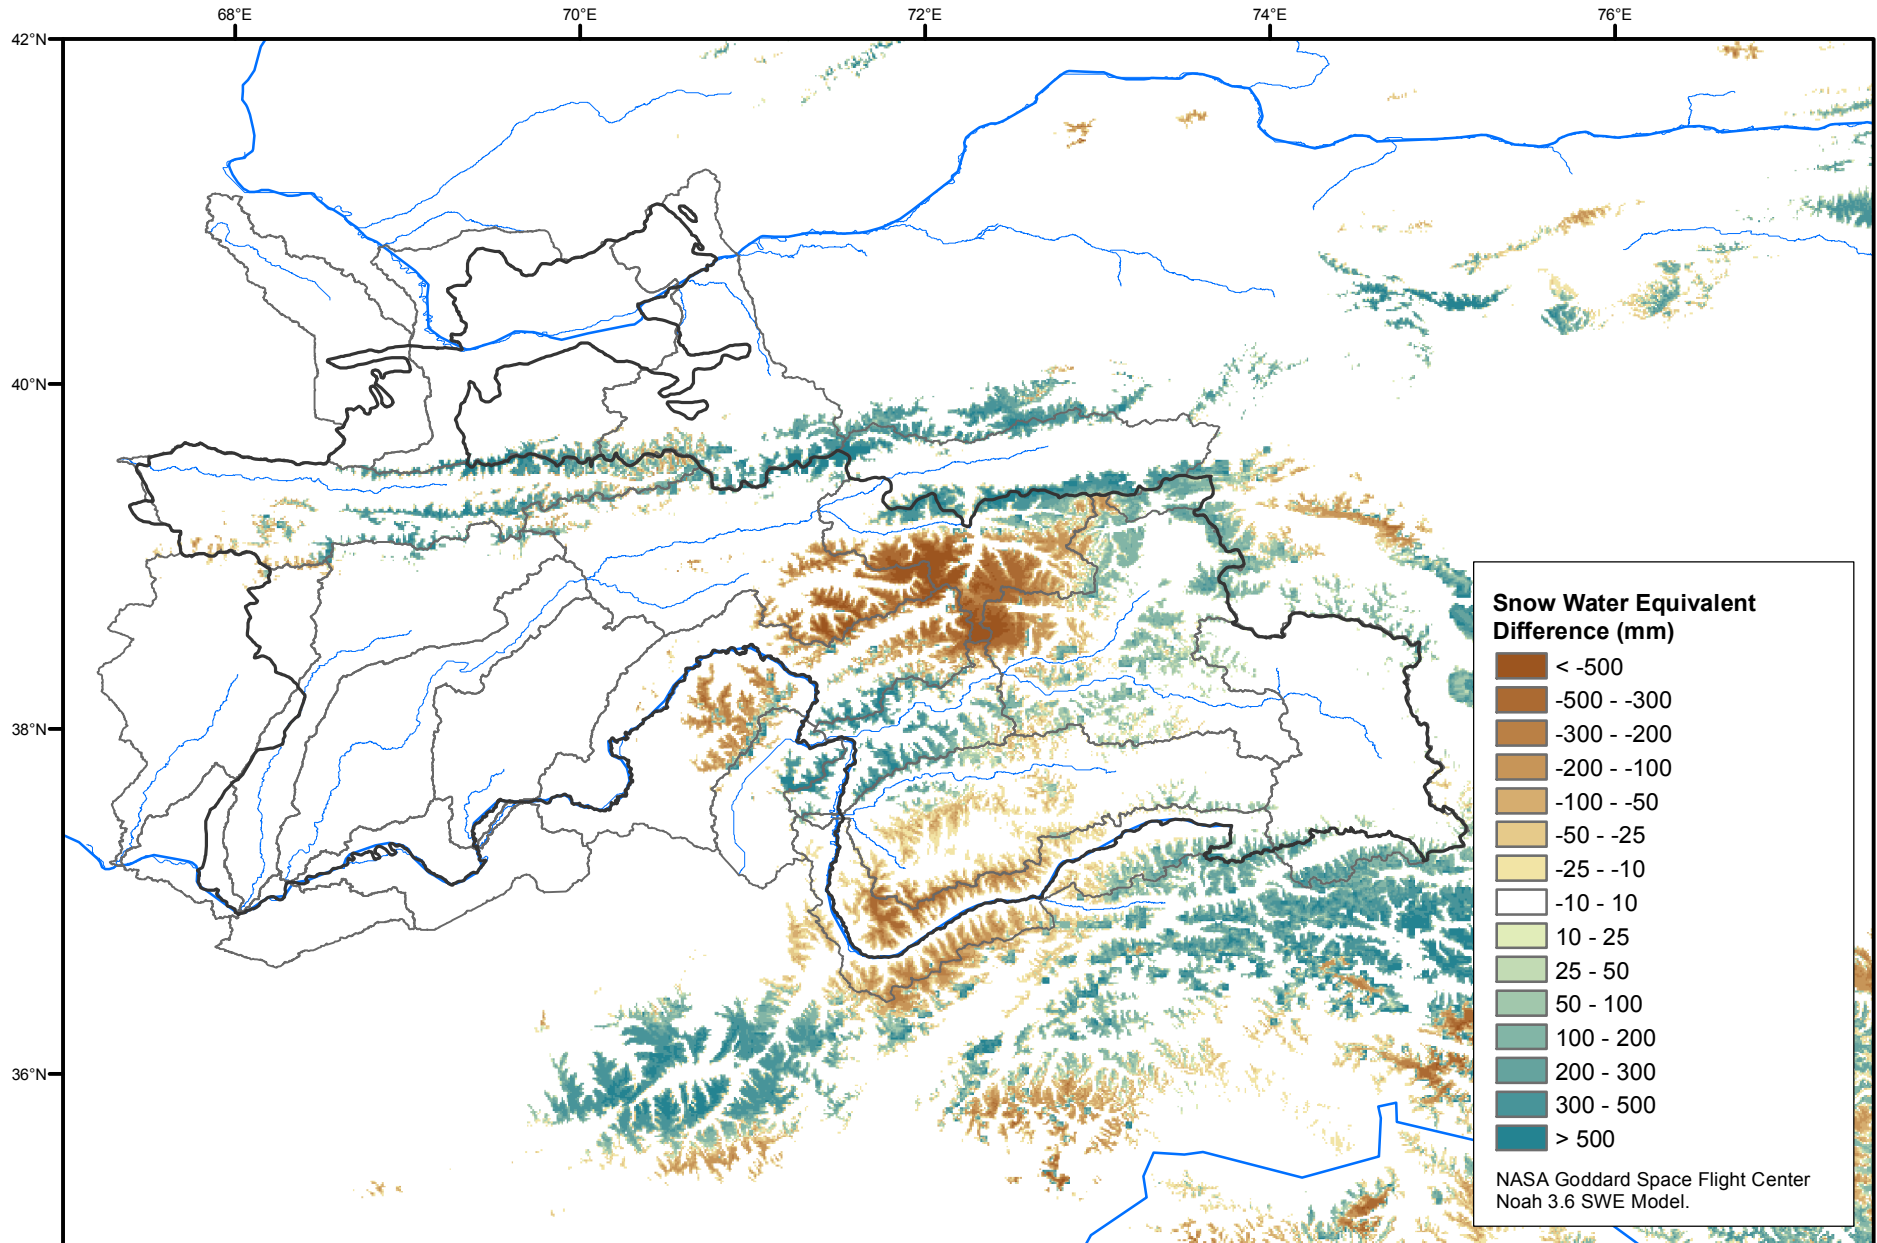 68°E
70°E
72°E
74°E
76°E
42°N
40°N
38°N
36°N
Snow Water Equivalent
Difference (mm)
< -500
-500 - -300
-300 - -200
-200 - -100
-100 - -50
-50 - -25
-25 - -10
-10 - 10
10 - 25
25 - 50
50 - 100
100 - 200
200 - 300
300 - 500
> 500
NASA Goddard Space Flight Center
Noah 3.6 SWE Model.